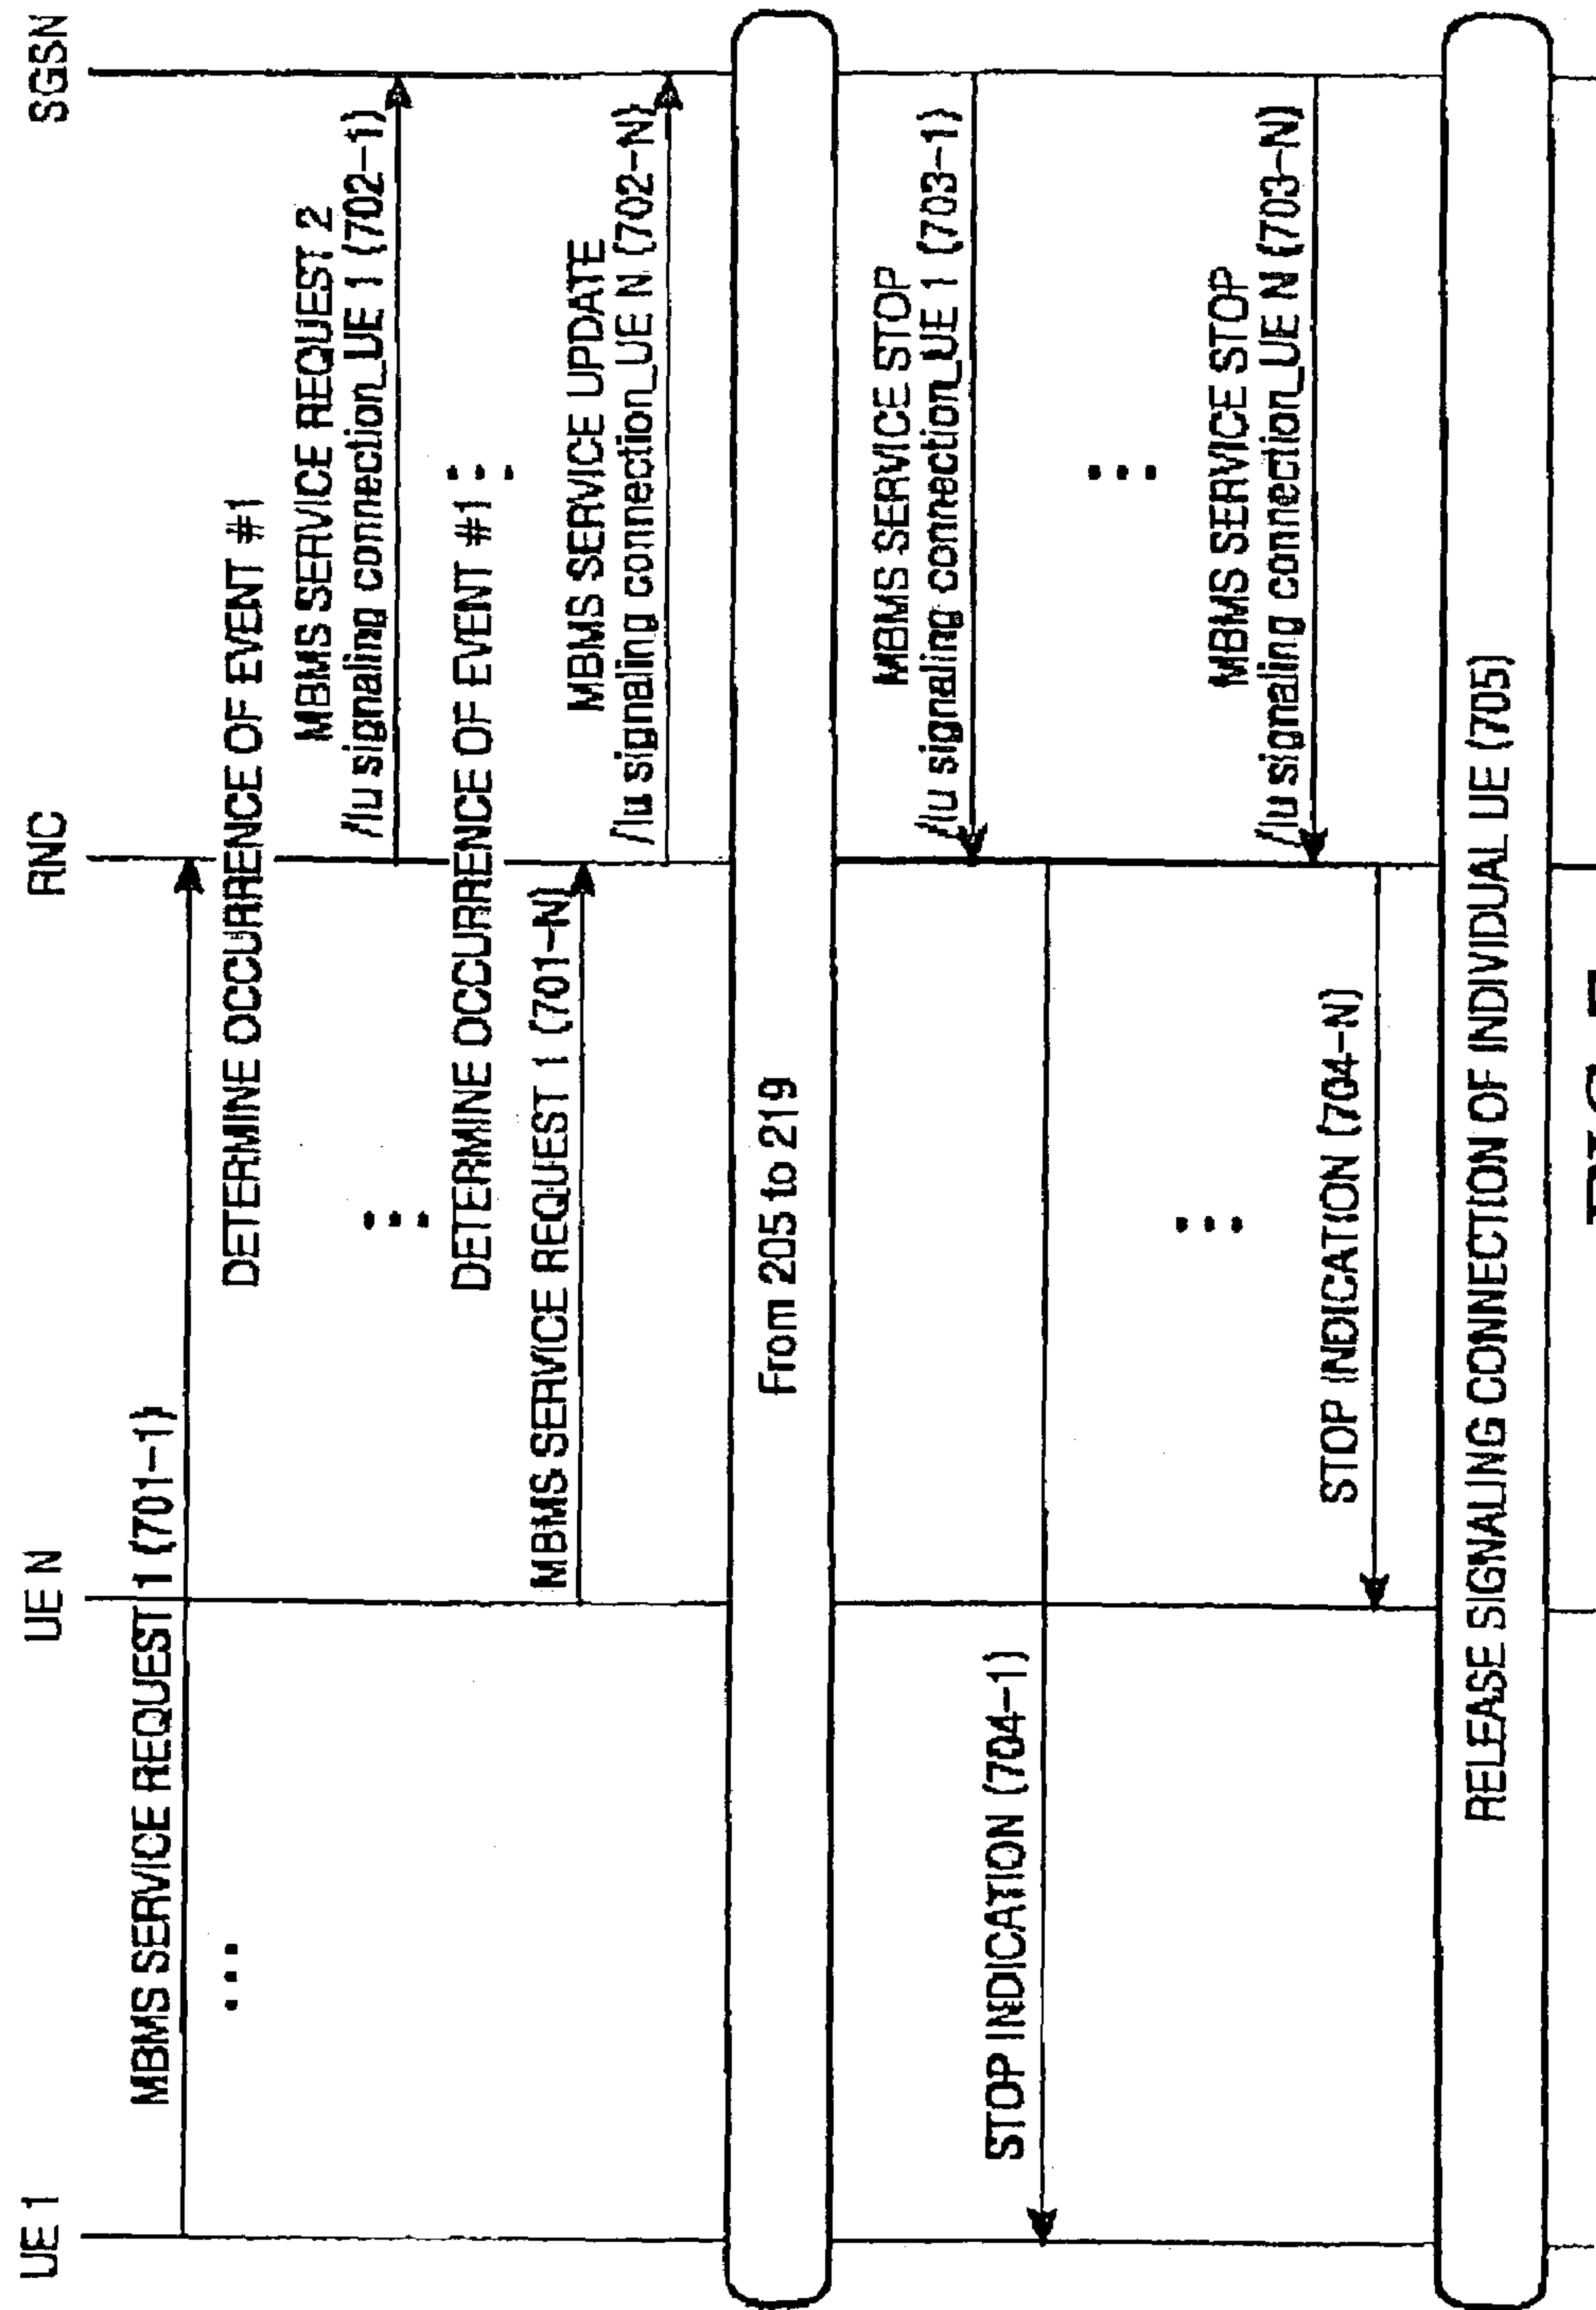 UE 1
UE N
RNC
SGSN
MBMS SERVICE REQUEST 1 (701-1)
DETERMINE OCCURRENCE OF EVENT #1
MBMS SERVICE REQUEST 2
/Iu signaling connection_UE 1 (702-1)
DETERMINE OCCURRENCE OF EVENT #1
MBMS SERVICE REQUEST 1 (701-N)
MBMS SERVICE UPDATE
/Iu signaling connection_UE N (702-N)
From 205 to 219
MBMS SERVICE STOP
/Iu signaling connection_UE 1 (703-1)
STOP INDICATION (704-1)
MBMS SERVICE STOP
/Iu signaling connection_UE N (703-N)
STOP INDICATION (704-N)
RELEASE SIGNALING CONNECTION OF INDIVIDUAL UE (705)